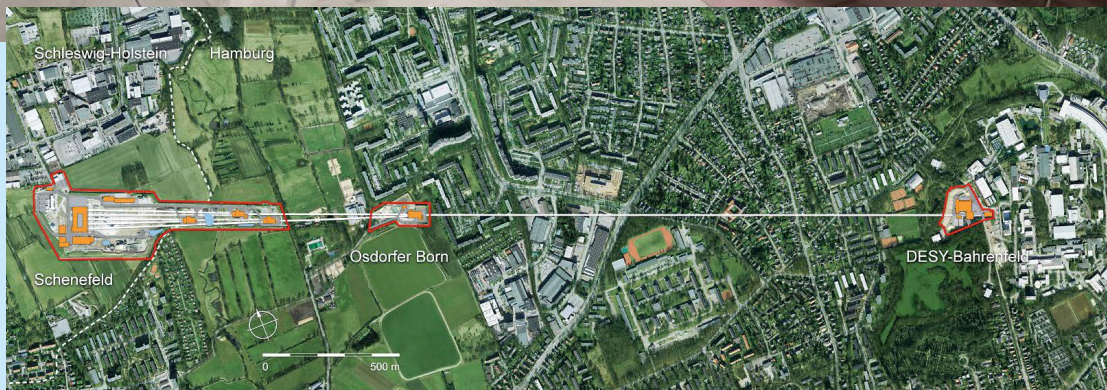 Schleswig-Holstein
Hamburg
Osdorfer Born
DESY-Bahrenfeld
Schenefeld
0
500 m